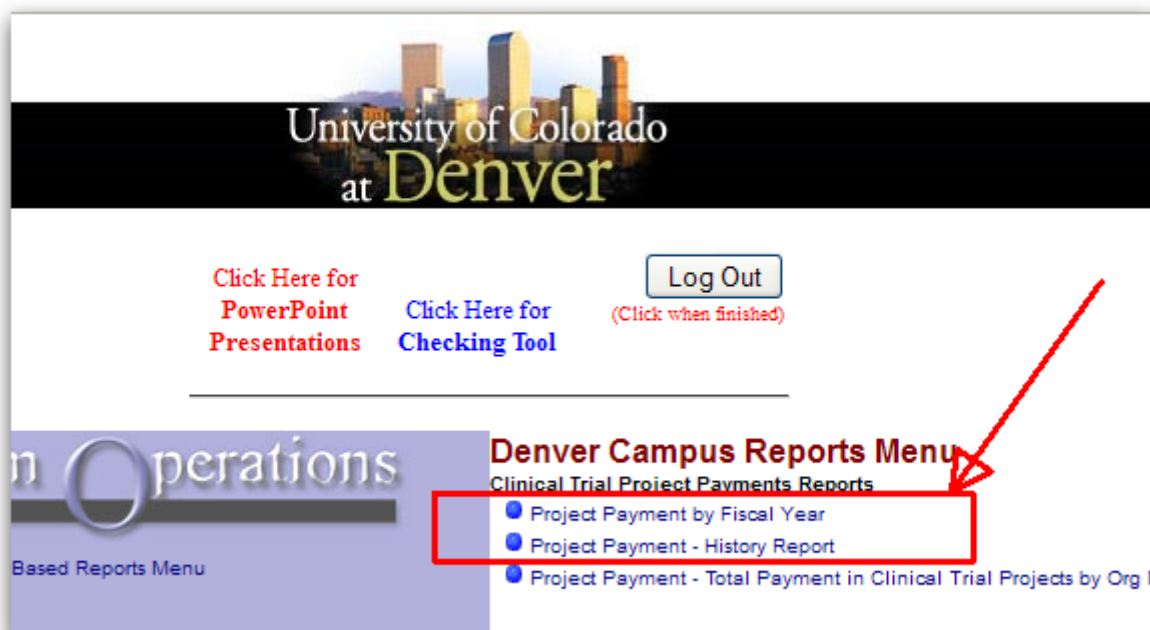 University of Colorado
at Denver
Click Here for
PowerPoint
Presentations
Click Here for
Checking Tool
Log Out
(Click when finished)
Operations
Based Reports Menu
Denver Campus Reports Menu
Clinical Trial Project Payments Reports
Project Payment by Fiscal Year
Project Payment - History Report
Project Payment - Total Payment in Clinical Trial Projects by Org